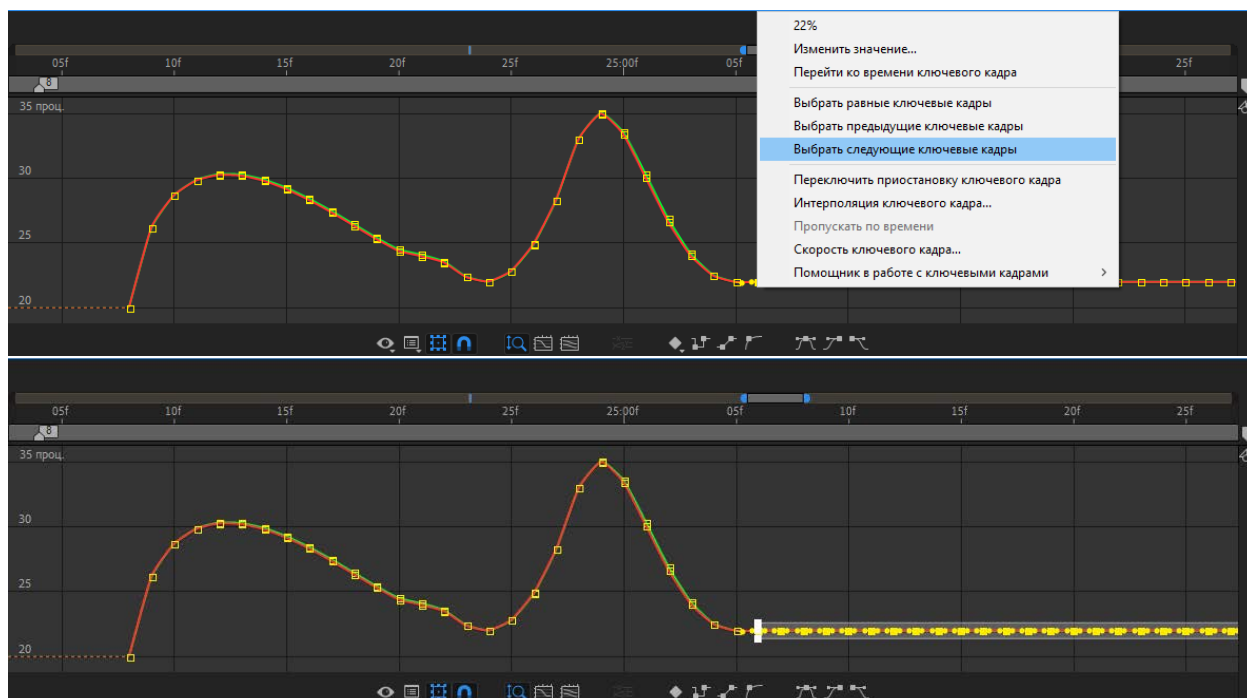 22%
Изменить значение...
Перейти ко времени ключевого кадра
Выбрать равные ключевые кадры
Выбрать предыдущие ключевые кадры
Выбрать следующие ключевые кадры
Переключить приостановку ключевого кадра
Интерполяция ключевого кадра...
Пропускать по времени
Скорость ключевого кадра...
Помощник в работе с ключевыми кадрами
05f 10f 15f 20f 25f 25:00f 05f 25f
8
35 проц.
30
25
20
05f 10f 15f 20f 25f 25:00f 05f 10f 15f 20f 25f
8
35 проц.
30
25
20